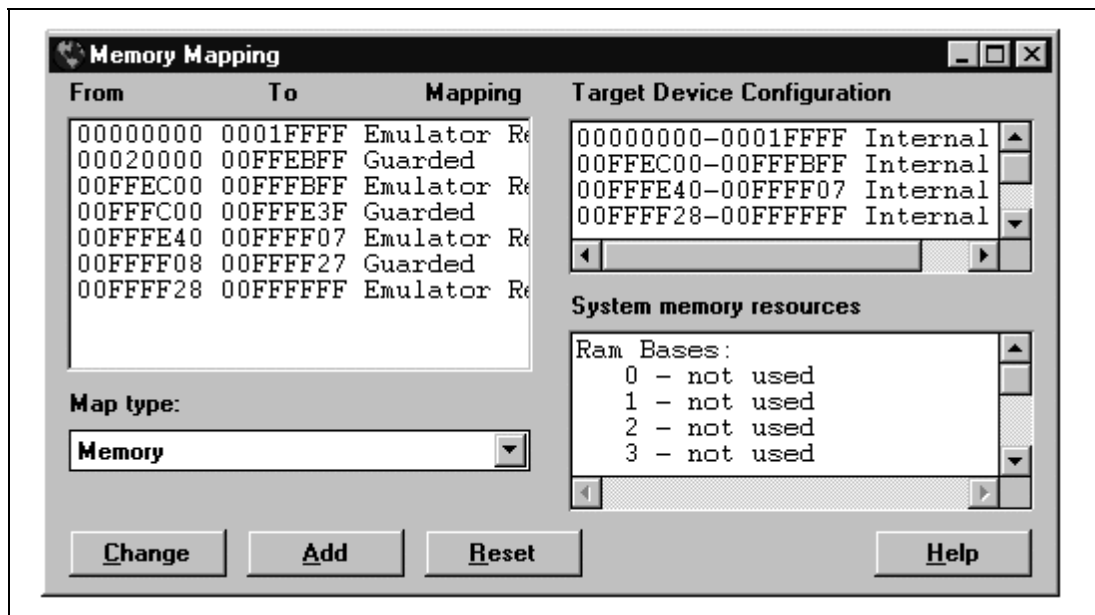 Memory Mapping
From To Mapping
00000000 0001FFFF Emulator Re
00020000 00FFEBFF Guarded
00FFEC00 00FFFBFF Emulator Re
00FFFC00 00FFFE3F Guarded
00FFFE40 00FFFF07 Emulator Re
00FFFF08 00FFFF27 Guarded
00FFFF28 00FFFFFF Emulator Re
Map type:
Memory
Target Device Configuration
00000000-0001FFFF Internal
00FFEC00-00FFFBFF Internal
00FFFE40-00FFFF07 Internal
00FFFF28-00FFFFFF Internal
System memory resources
Ram Bases:
0 - not used
1 - not used
2 - not used
3 - not used
Change Add Reset Help